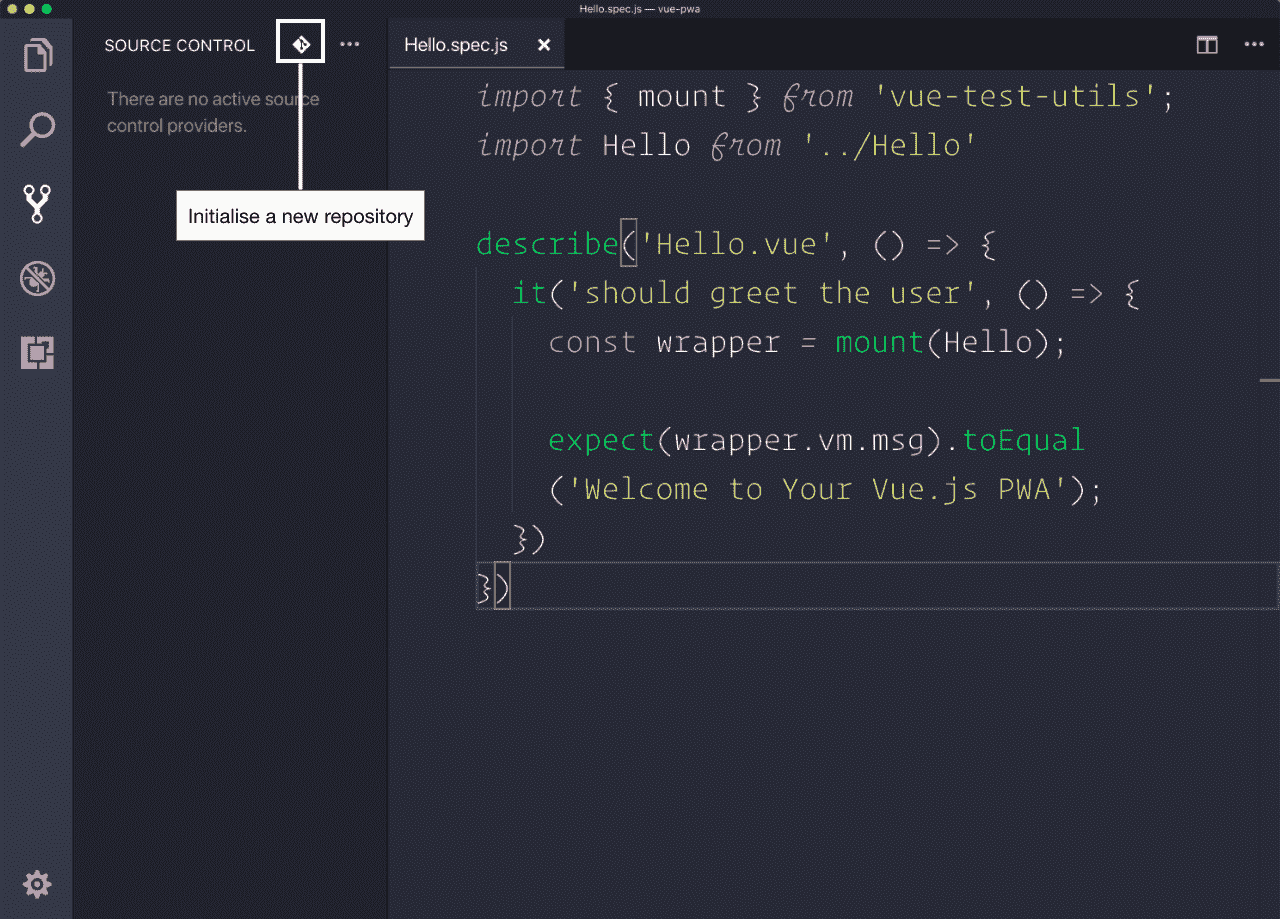 Hello.spec.js — vue-pwa
SOURCE CONTROL
There are no active source
control providers.
Initialise a new repository
Hello.spec.js
import { mount } from 'vue-test-utils';
import Hello from '../Hello'
describe('Hello.vue', () => {
it('should greet the user', () => {
const wrapper = mount(Hello);
expect(wrapper.vm.msg).toEqual
('Welcome to Your Vue.js PWA');
})
})